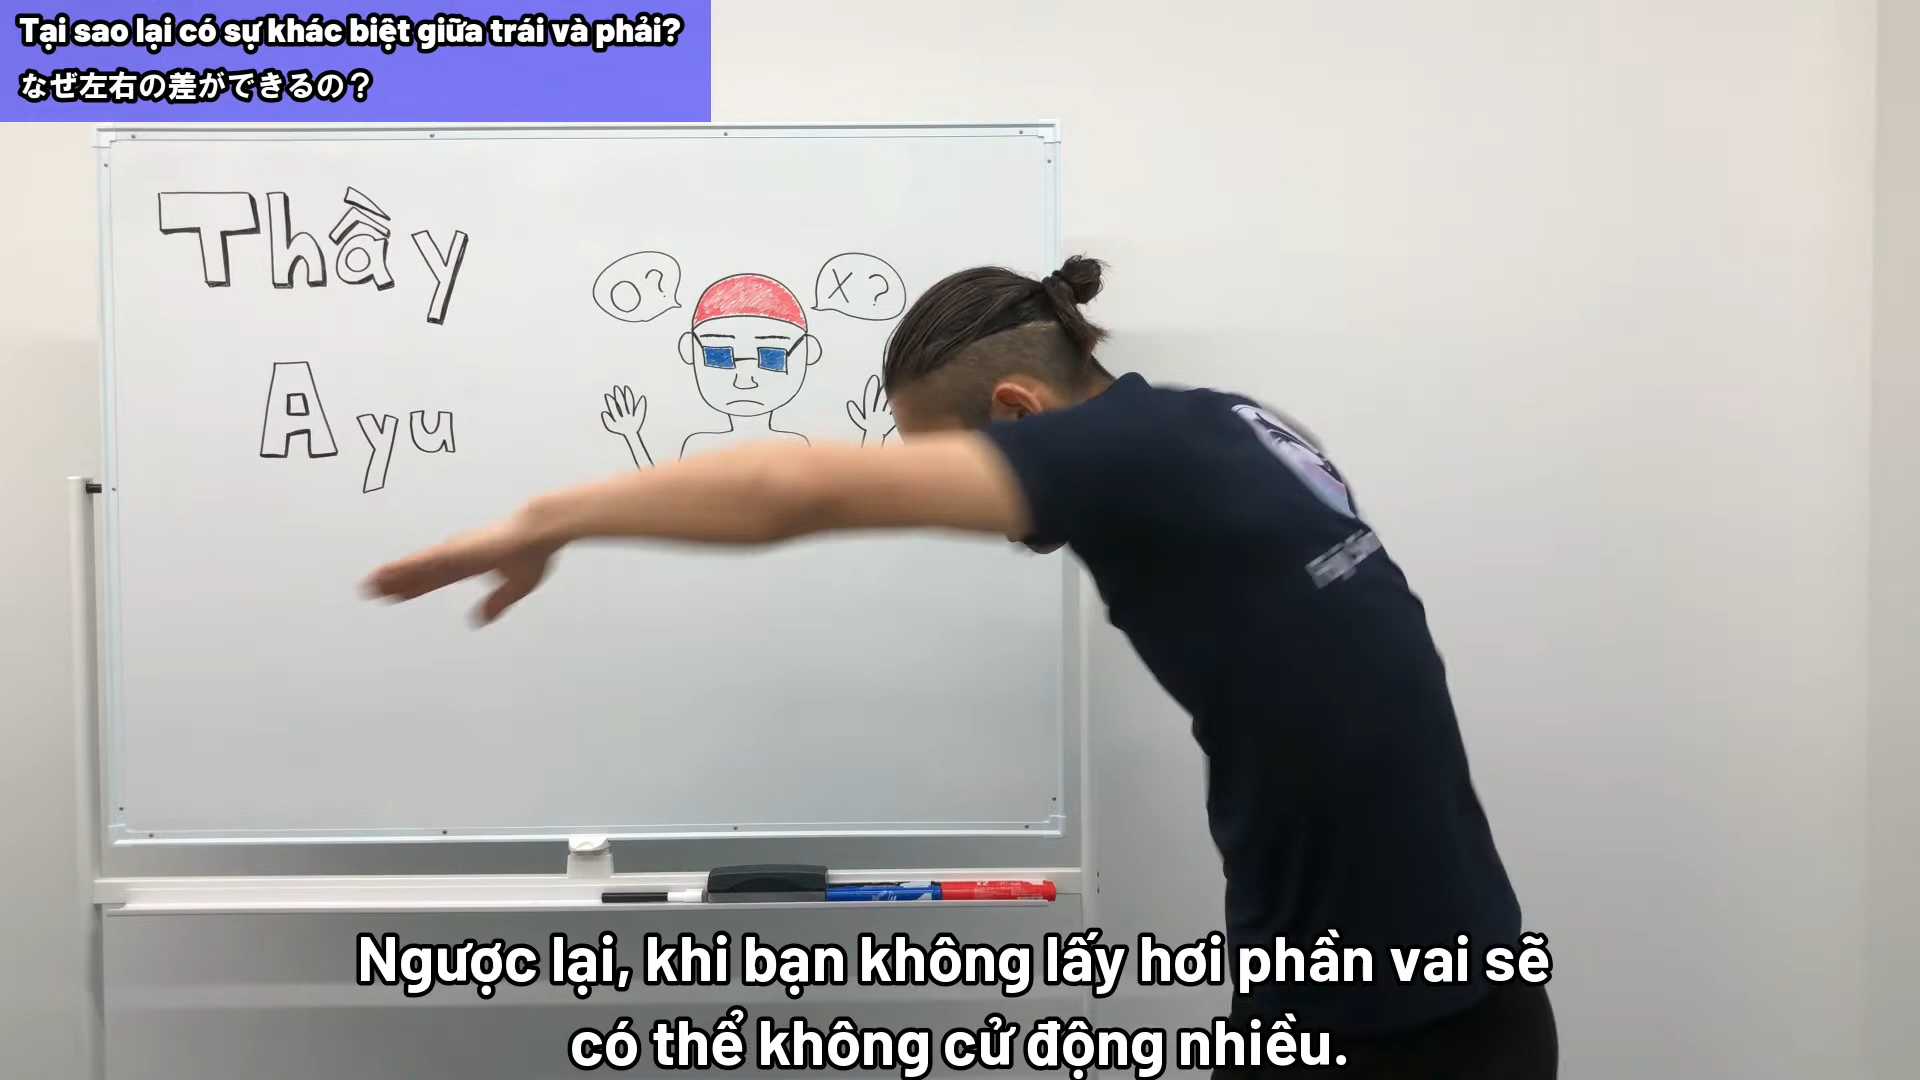 Tại sao lại có sự khác biệt giữa trái và phải?
なぜ左右の差ができるの？
Thầy
Ayu
O?
X?
Ngược lại, khi bạn không lấy hơi phần vai sẽ
có thể không cử động nhiều.